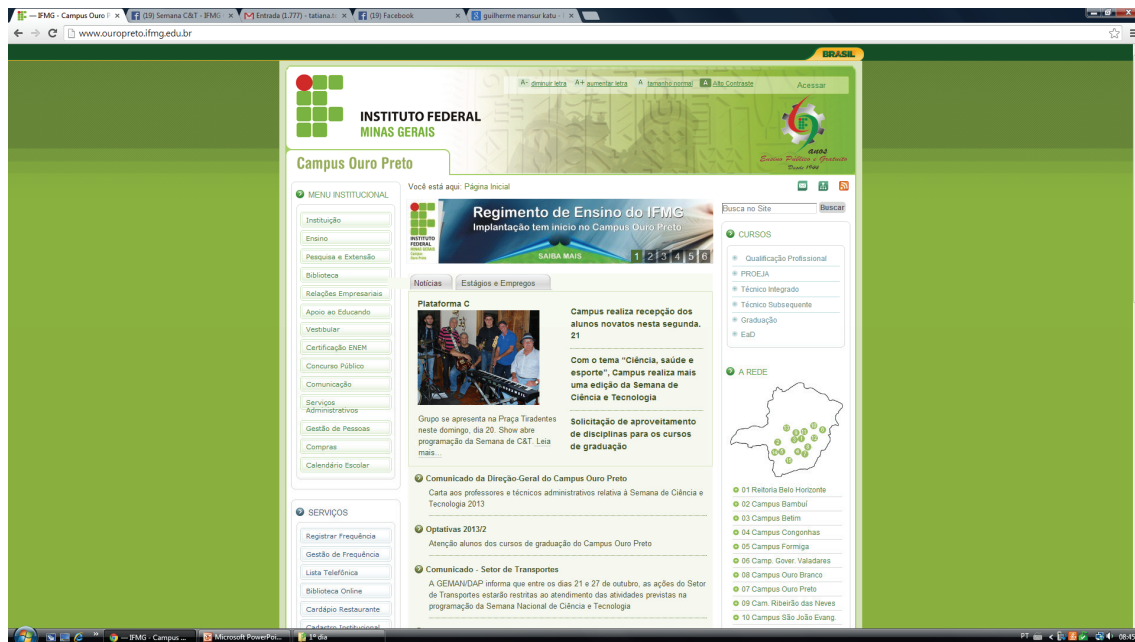 — IFMG - Campus Ouro P
(19) Semana C&T - IFMG
Entrada (1.777) - tatiana.to
(19) Facebook
guilherme mansur katu -
www.ouropreto.ifmg.edu.br
BRASIL
A- diminuir letra A+ aumentar letra A tamanho normal A Alto Contraste
Acessar
INSTITUTO FEDERAL
MINAS GERAIS
anos
Ensino Público e Gratuito
Desde 1944
Campus Ouro Preto
MENU INSTITUCIONAL
Instituição
Ensino
Pesquisa e Extensão
Biblioteca
Relações Empresariais
Apoio ao Educando
Vestibular
Certificação ENEM
Concurso Público
Comunicação
Serviços
Administrativos
Gestão de Pessoas
Compras
Calendário Escolar
SERVIÇOS
Registrar Frequência
Gestão de Frequência
Lista Telefônica
Biblioteca Online
Cardápio Restaurante
Cadastro Institucional
Você está aqui: Página Inicial
INSTITUTO
FEDERAL
Regimento de Ensino do IFMG
Implantação tem início no Campus Ouro Preto
SAIBA MAIS
1 2 3 4 5 6
Notícias
Estágios e Empregos
Plataforma C
Grupo se apresenta na Praça Tiradentes
neste domingo, dia 20. Show abre
programação da Semana de C&T. Leia
mais...
Campus realiza recepção dos
alunos novatos nesta segunda.
21
Com o tema “Ciência, saúde e
esporte”, Campus realiza mais
uma edição da Semana de
Ciência e Tecnologia
Solicitação de aproveitamento
de disciplinas para os cursos
de graduação
Comunicado da Direção-Geral do Campus Ouro Preto
Carta aos professores e técnicos administrativos relativa à Semana de Ciência e
Tecnologia 2013
Optativas 2013/2
Atenção alunos dos cursos de graduação do Campus Ouro Preto
Comunicado - Setor de Transportes
A GEMAN/DAP informa que entre os dias 21 e 27 de outubro, as ações do Setor
de Transportes estarão restritas ao atendimento das atividades previstas na
programação da Semana Nacional de Ciência e Tecnologia
Busca no Site
Buscar
CURSOS
Qualificação Profissional
PROEJA
Técnico Integrado
Técnico Subsequente
Graduação
EaD
A REDE
01 Reitoria Belo Horizonte
02 Campus Bambuí
03 Campus Betim
04 Campus Congonhas
05 Campus Formiga
06 Camp. Gover. Valadares
08 Campus Ouro Branco
07 Campus Ouro Preto
09 Cam. Ribeirão das Neves
10 Campus São João Evang.
— IFMG - Campus ...
Microsoft PowerPoi...
1º dia
PT
08:45